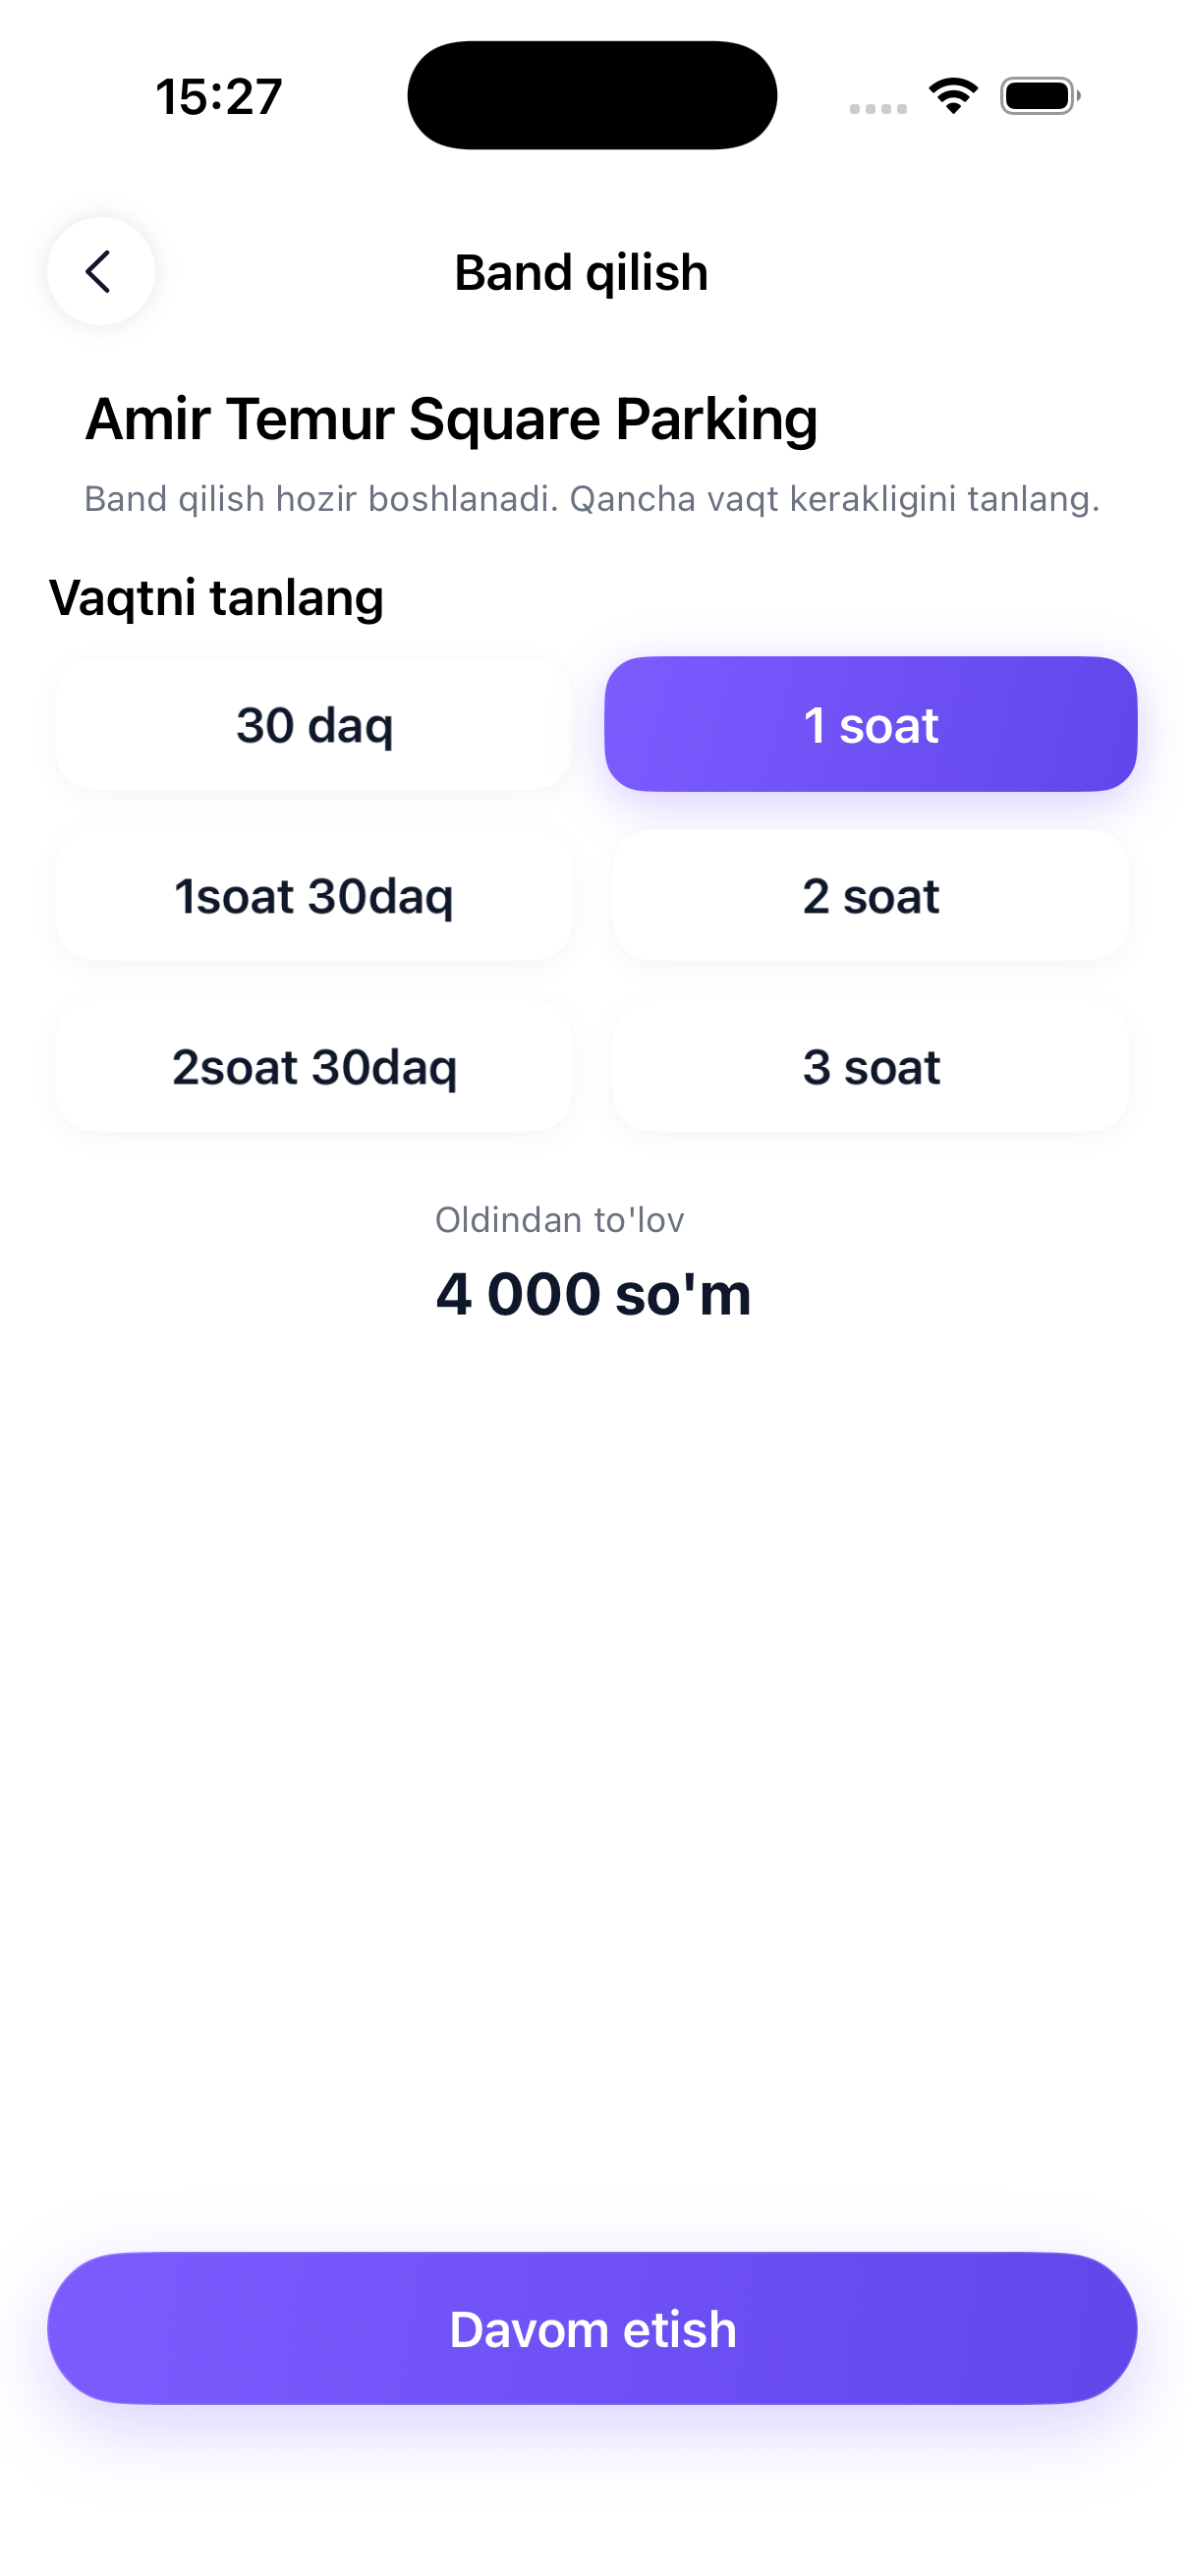 15:27
Band qilish
Amir Temur Square Parking
Band qilish hozir boshlanadi. Qancha vaqt kerakligini tanlang.
Vaqtni tanlang
30 daq
1 soat
1soat 30daq
2 soat
2soat 30daq
3 soat
Oldindan to'lov
4 000 so'm
Davom etish